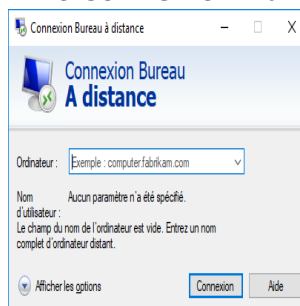 Connexion Bureau à distance
Connexion Bureau
A distance
Ordinateur :
Exemple : computer.fabrikam.com
Nom d'utilisateur :
Aucun paramètre n'a été spécifié.
Le champ du nom de l'ordinateur est vide. Entrez un nom
complet d'ordinateur distant.
Afficher les options
Connexion
Aide